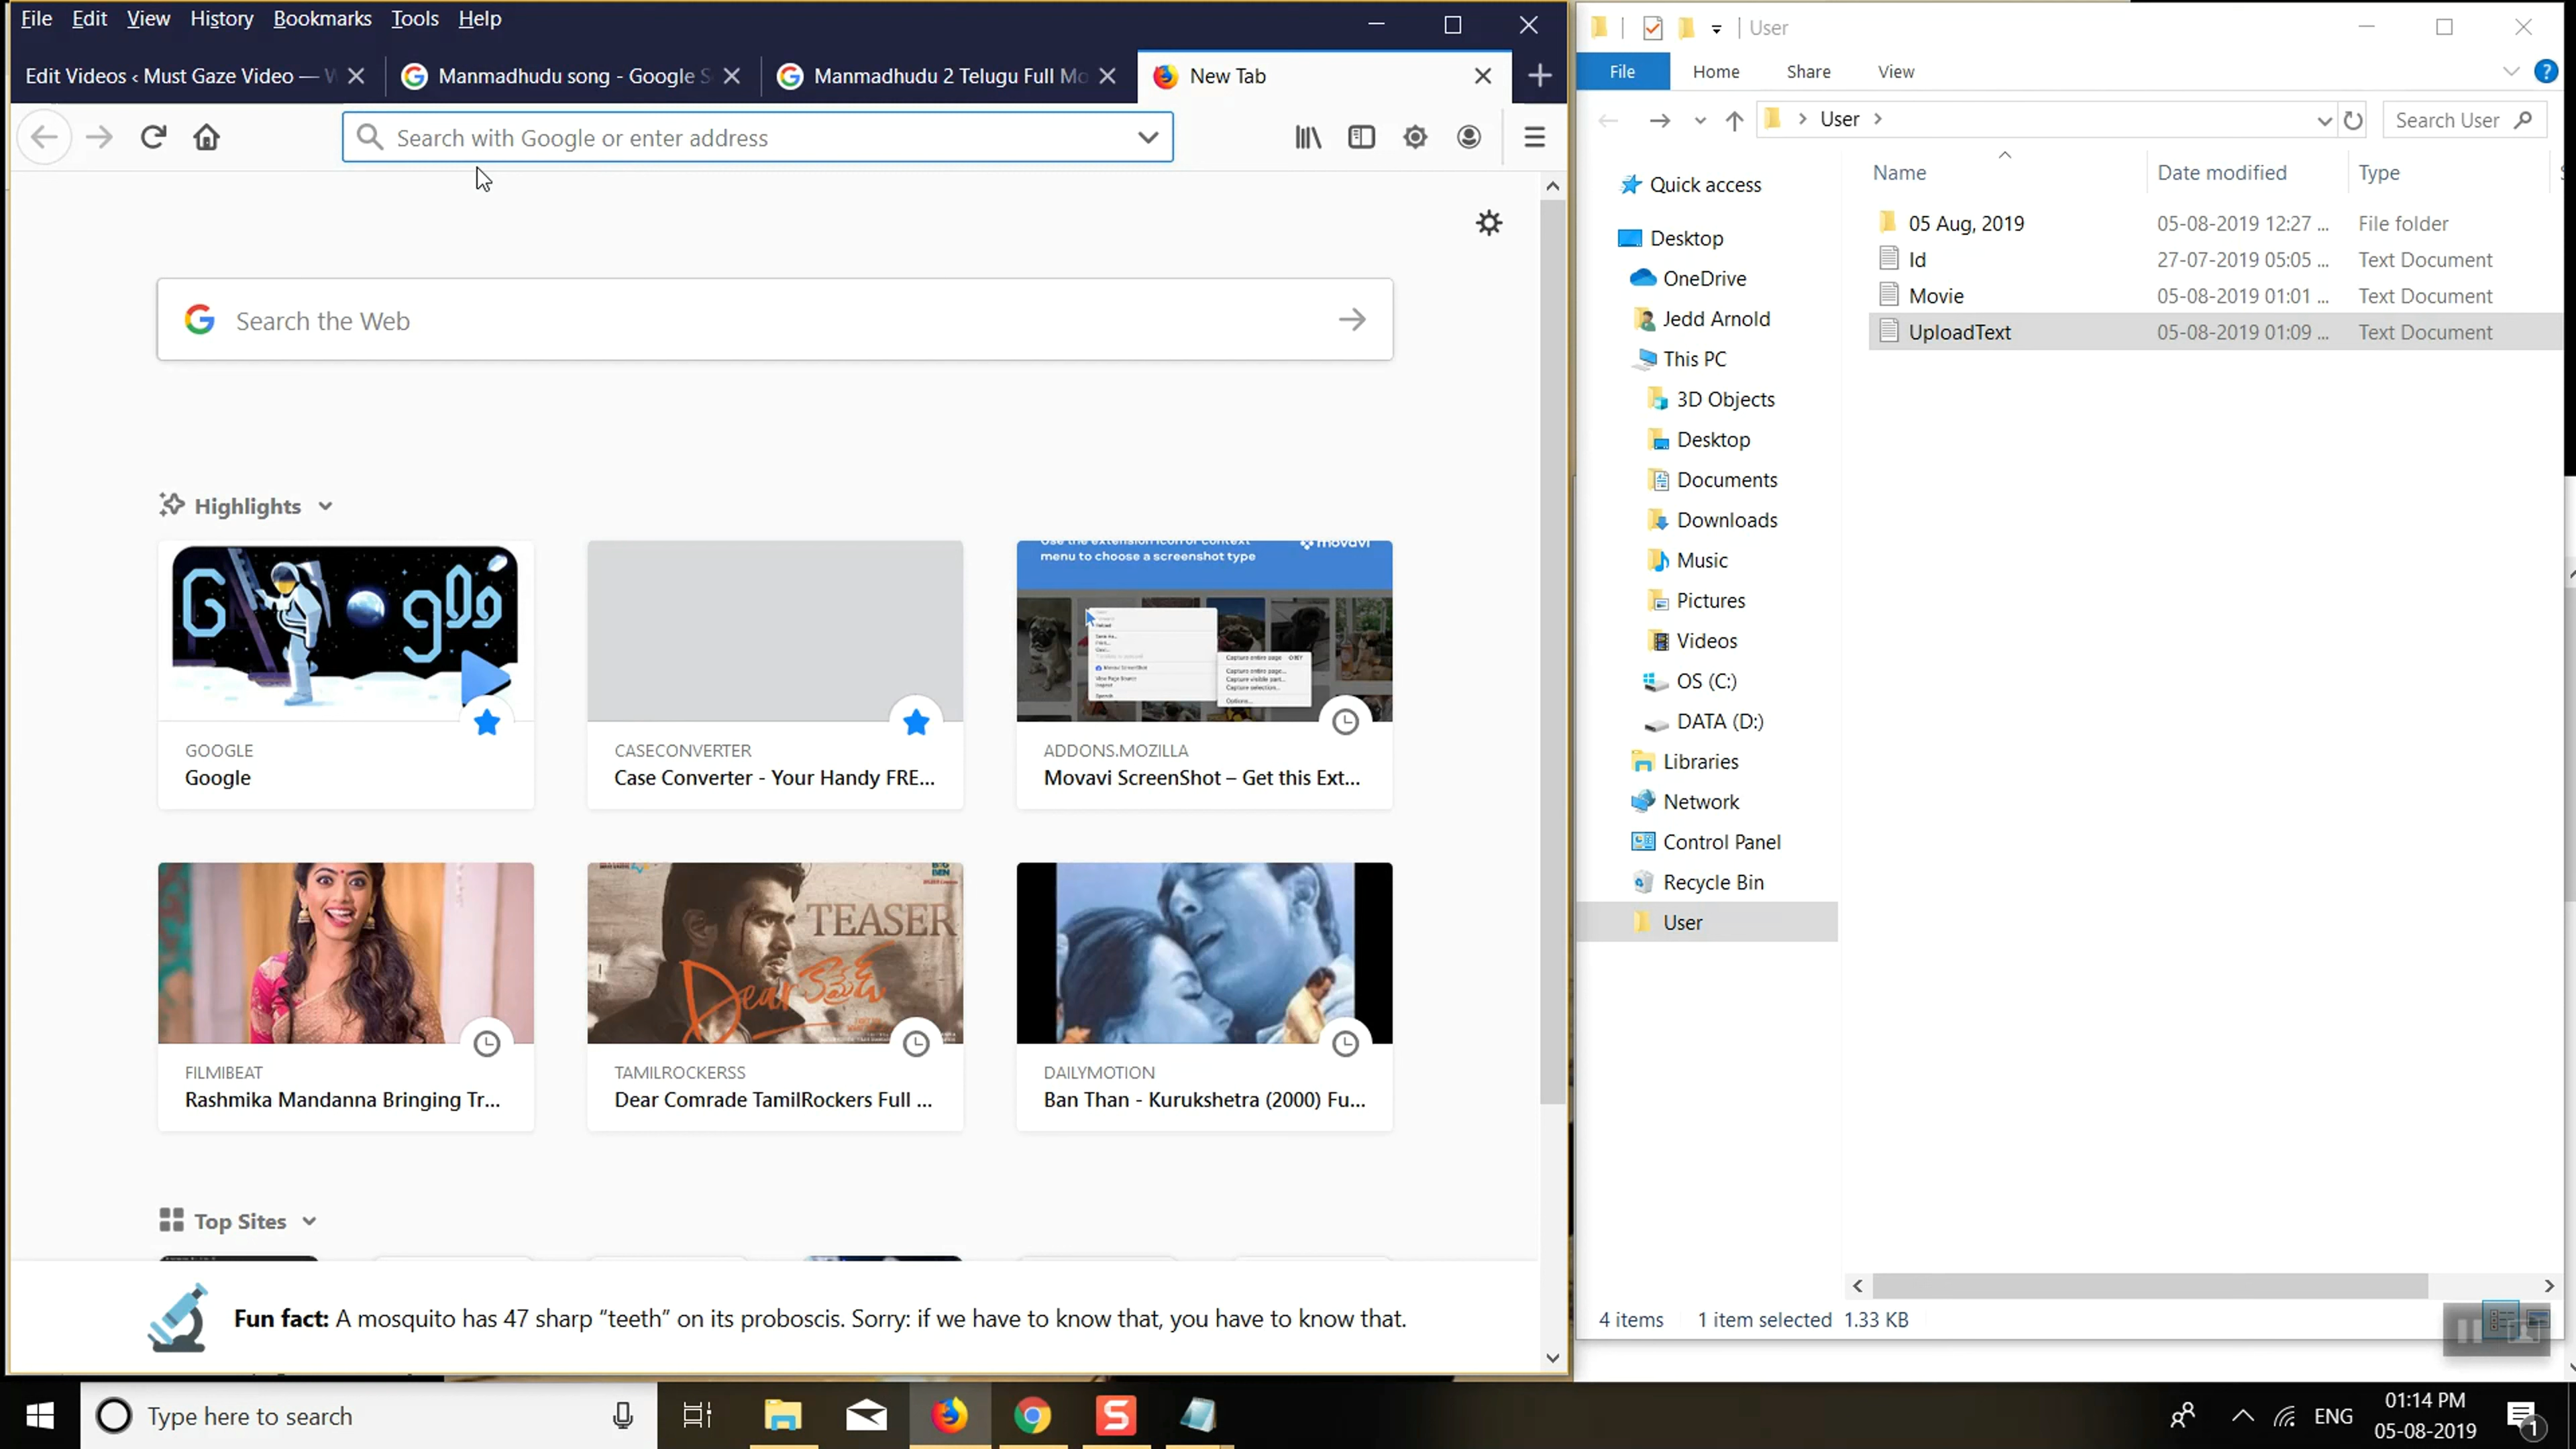 File Edit View History Bookmarks Tools Help
Edit Videos ‹ Must Gaze Video — W
Manmadhudu song - Google S
Manmadhudu 2 Telugu Full Mo
New Tab
Search with Google or enter address
Search the Web
Highlights
GOOGLE
Google
CASECONVERTER
Case Converter - Your Handy FRE...
Use the extension icon or context
menu to choose a screenshot type
movavi
ADDONS.MOZILLA
Movavi ScreenShot – Get this Ext...
FILMIBEAT
Rashmika Mandanna Bringing Tr...
TEASER
Dear కామ్రేడ్
TAMILROCKERSS
Dear Comrade TamilRockers Full ...
DAILYMOTION
Ban Than - Kurukshetra (2000) Fu...
Top Sites
Fun fact: A mosquito has 47 sharp “teeth” on its proboscis. Sorry: if we have to know that, you have to know that.
User
File Home Share View
User
Search User
Quick access
Desktop
OneDrive
Jedd Arnold
This PC
3D Objects
Desktop
Documents
Downloads
Music
Pictures
Videos
OS (C:)
DATA (D:)
Libraries
Network
Control Panel
Recycle Bin
User
Name Date modified Type
05 Aug, 2019 05-08-2019 12:27 ... File folder
Id 27-07-2019 05:05 ... Text Document
Movie 05-08-2019 01:01 ... Text Document
UploadText 05-08-2019 01:09 ... Text Document
4 items 1 item selected 1.33 KB
Type here to search
ENG
01:14 PM
05-08-2019
1